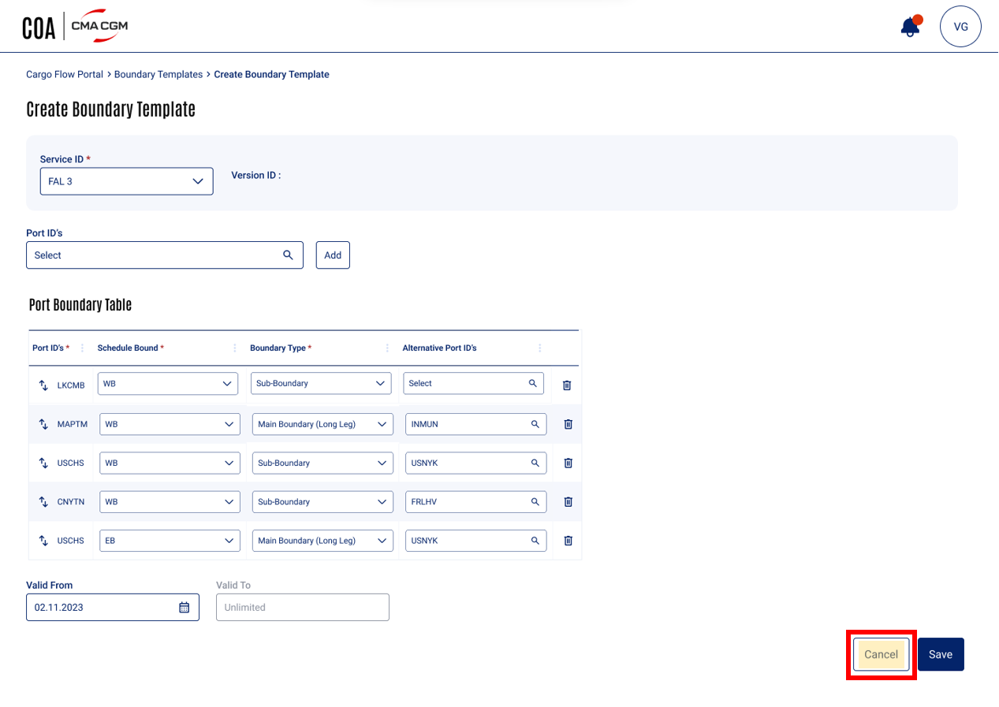 COA CMA CGM VG
Cargo Flow Portal > Boundary Templates > Create Boundary Template
Create Boundary Template
Service ID *
FAL 3
Version ID :
Port ID's
Select
Add
Port Boundary Table
Port ID's * Schedule Bound * Boundary Type * Alternative Port ID's
LKCMB WB Sub-Boundary Select
MAPTM WB Main Boundary (Long Leg) INMUN
USCHS WB Sub-Boundary USNYK
CNYTN WB Sub-Boundary FRLHV
USCHS EB Main Boundary (Long Leg) USNYK
Valid From Valid To
02.11.2023 Unlimited
Cancel Save